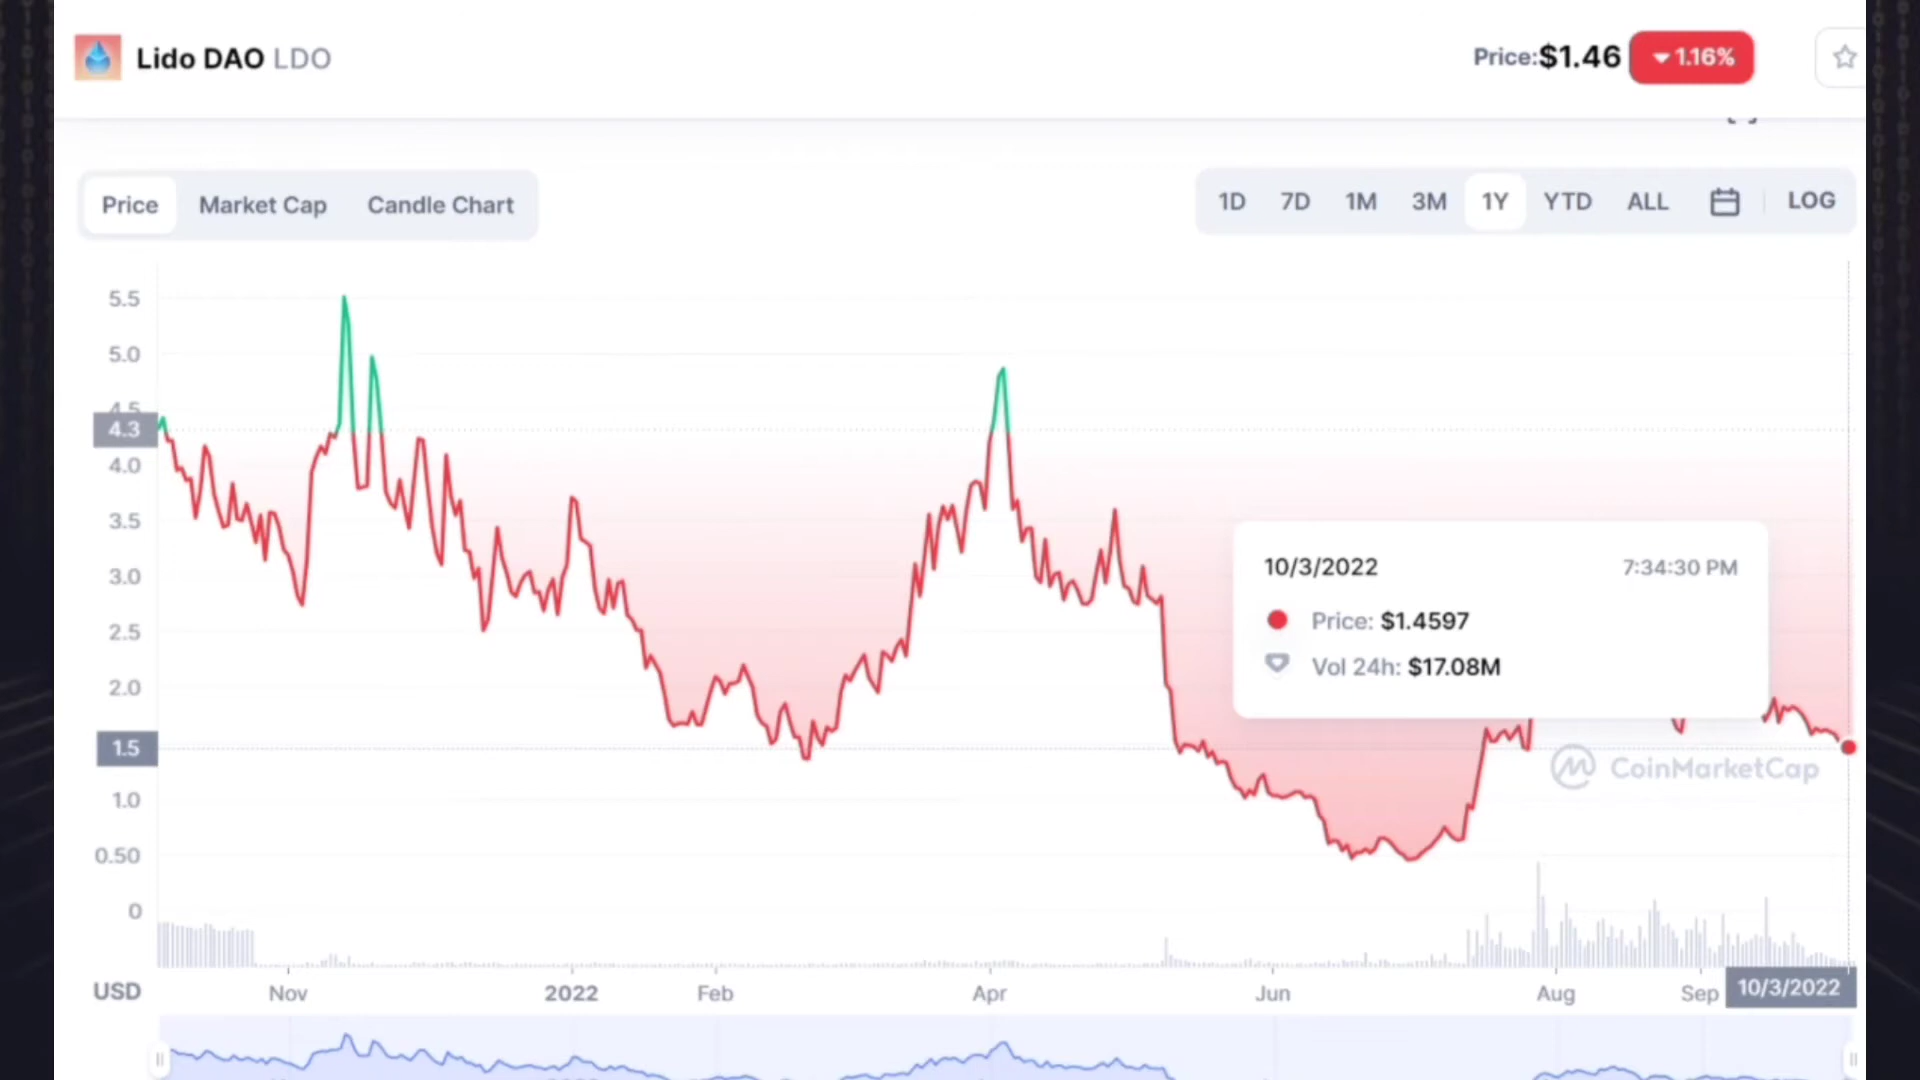 Lido DAO LDO
Price:$1.46 1.16%
Price Market Cap Candle Chart
1D 7D 1M 3M 1Y YTD ALL LOG
5.5
5.0
4.5
4.3
4.0
3.5
3.0
2.5
2.0
1.5
1.0
0.50
0
10/3/2022 7:34:30 PM
Price: $1.4597
Vol 24h: $17.08M
CoinMarketCap
USD Nov 2022 Feb Apr Jun Aug Sep 10/3/2022